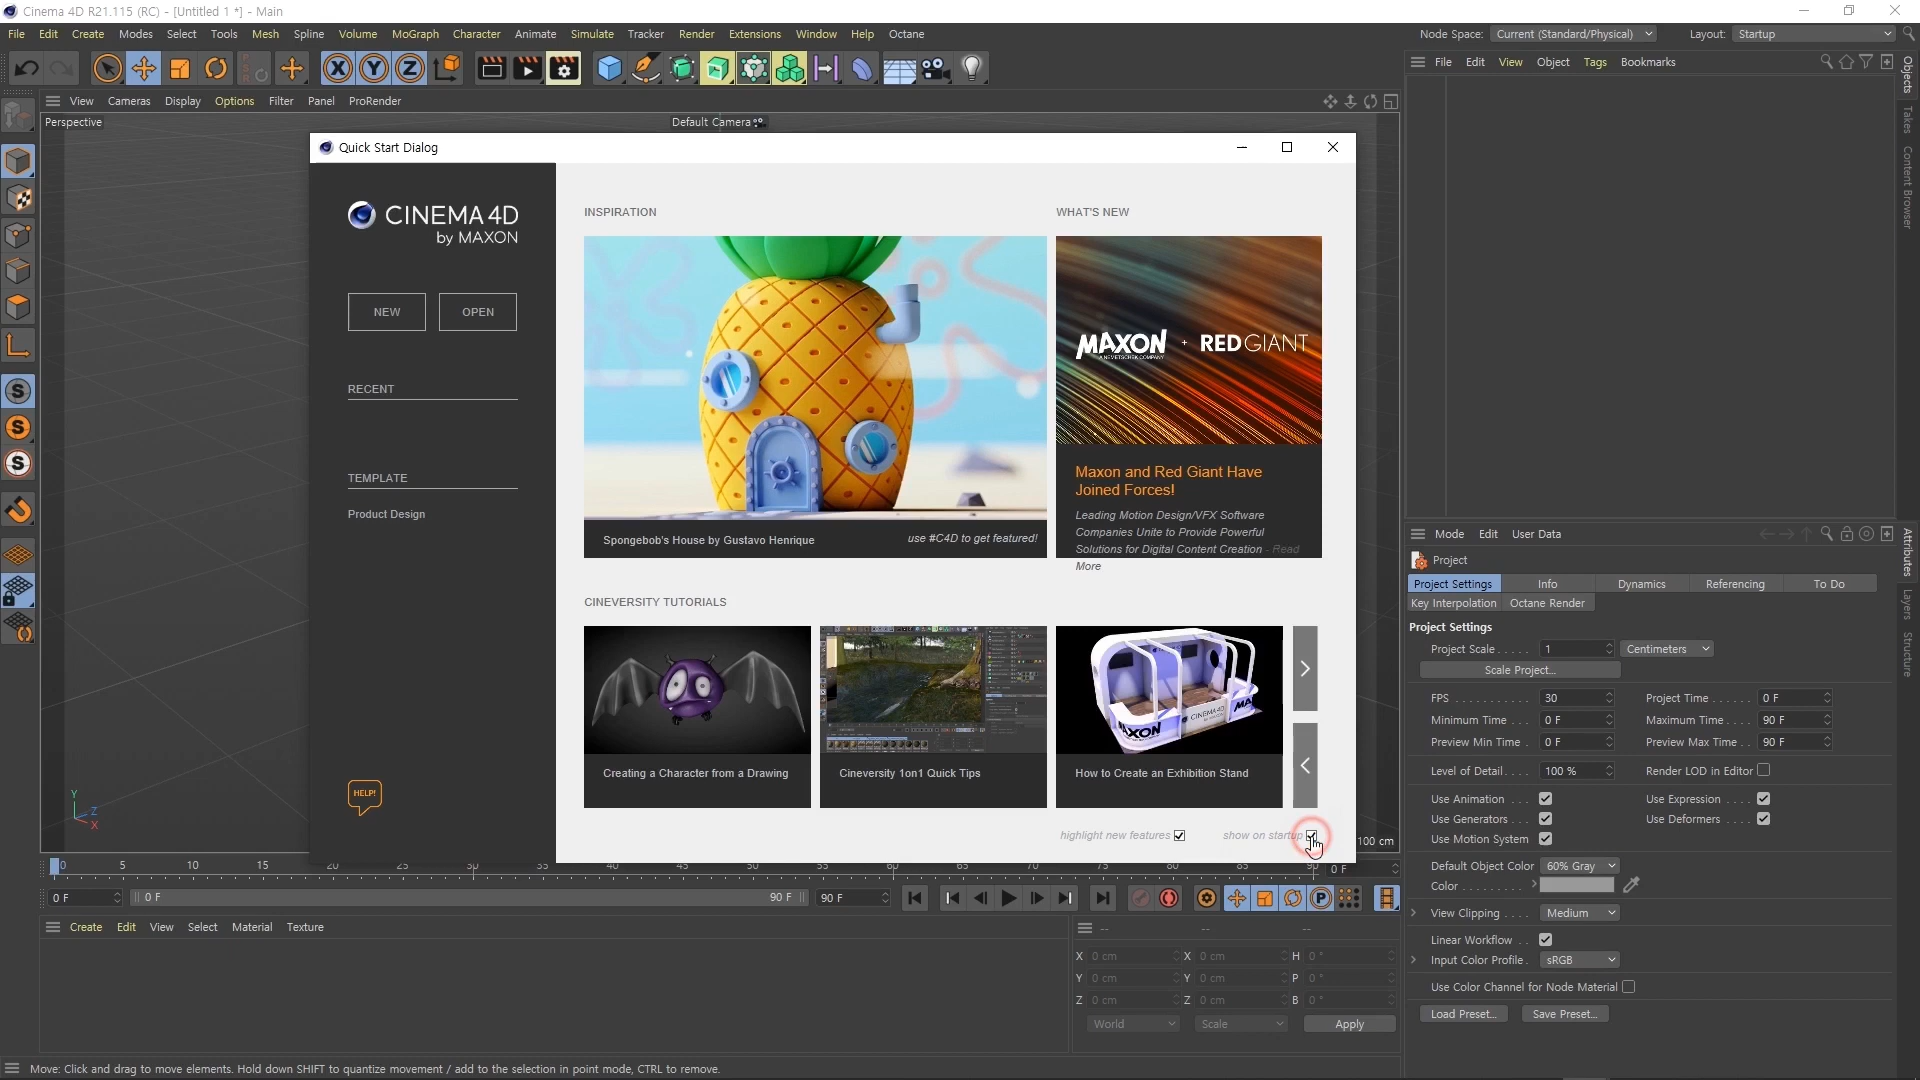 Cinema 4D R21.115 (RC) - [Untitled 1 *] - Main
File Edit Create Modes Select Tools Mesh Spline Volume MoGraph Character Animate Simulate Tracker Render Extensions Window Help Octane
Node Space: Current (Standard/Physical) Layout: Startup
View Cameras Display Options Filter Panel ProRender
Perspective
Default Camera
Quick Start Dialog
CINEMA 4D
by MAXON
NEW OPEN
RECENT
TEMPLATE
Product Design
HELP!
INSPIRATION
Spongebob's House by Gustavo Henrique
use #C4D to get featured!
WHAT'S NEW
MAXON + REDGIANT
A NEMETSCHEK COMPANY
Maxon and Red Giant Have
Joined Forces!
Leading Motion Design/VFX Software
Companies Unite to Provide Powerful
Solutions for Digital Content Creation - Read
More
CINEVERSITY TUTORIALS
Creating a Character from a Drawing
Cineversity 1on1 Quick Tips
How to Create an Exhibition Stand
highlight new features
show on startup
100 cm
Y
Z
X
0 5 10 15 20 25 30 35 40 45 50 55 60 65 70 75 80 85 90 0 F
0 F 0 F 90 F 90 F
Create Edit View Select Material Texture
-- -- --
X 0 cm X 0 cm H 0 °
Y 0 cm Y 0 cm P 0 °
Z 0 cm Z 0 cm B 0 °
World Scale Apply
File Edit View Object Tags Bookmarks
Objects
Takes
Content Browser
Mode Edit User Data
Attributes
Layers
Structure
Project
Project Settings Info Dynamics Referencing To Do
Key Interpolation Octane Render
Project Settings
Project Scale . . . . . 1 Centimeters
Scale Project...
FPS . . . . . . . . . . . 30 Project Time . . . . . . 0 F
Minimum Time . . . 0 F Maximum Time . . . . 90 F
Preview Min Time . 0 F Preview Max Time . . 90 F
Level of Detail . . . . 100 % Render LOD in Editor
Use Animation . . . Use Expression . . . .
Use Generators . . . Use Deformers . . . .
Use Motion System
Default Object Color 60% Gray
Color . . . . . . . . .
View Clipping . . . . Medium
Linear Workflow . .
Input Color Profile . sRGB
Use Color Channel for Node Material
Load Preset... Save Preset...
Move: Click and drag to move elements. Hold down SHIFT to quantize movement / add to the selection in point mode, CTRL to remove.